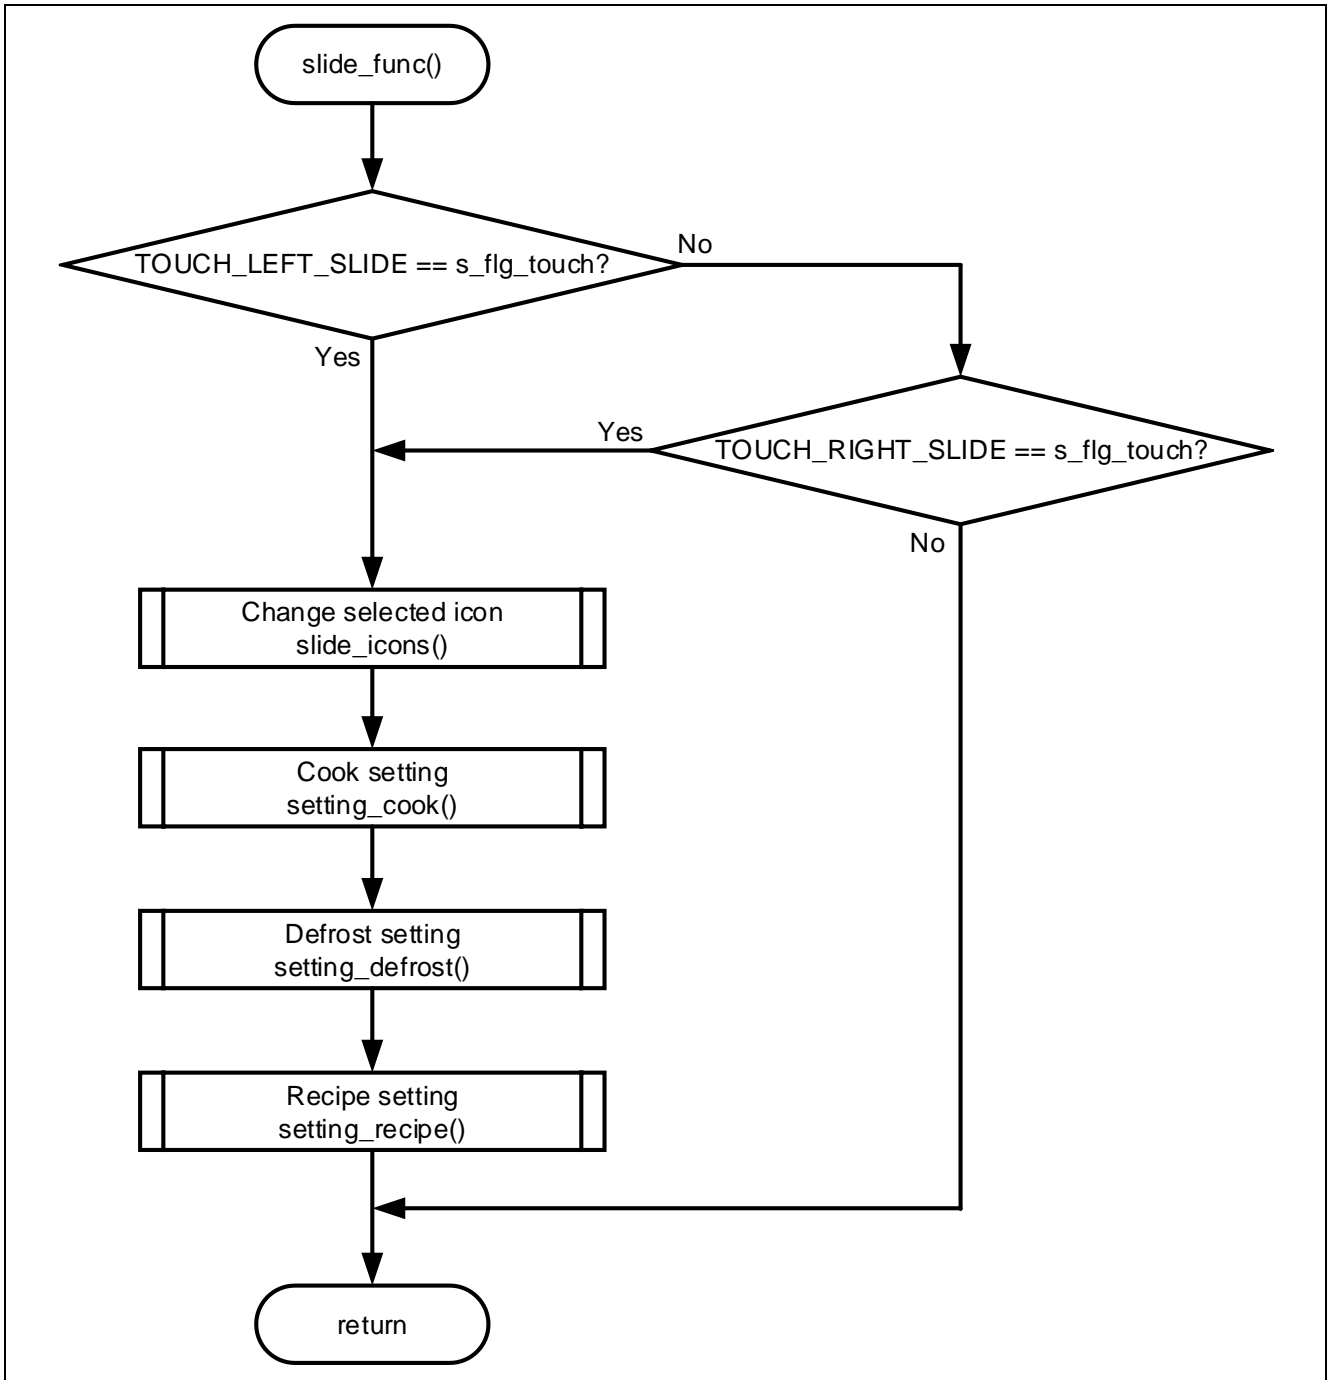 slide_func()
TOUCH_LEFT_SLIDE == s_flg_touch?
No
Yes
TOUCH_RIGHT_SLIDE == s_flg_touch?
Yes
No
Change selected icon
slide_icons()
Cook setting
setting_cook()
Defrost setting
setting_defrost()
Recipe setting
setting_recipe()
return